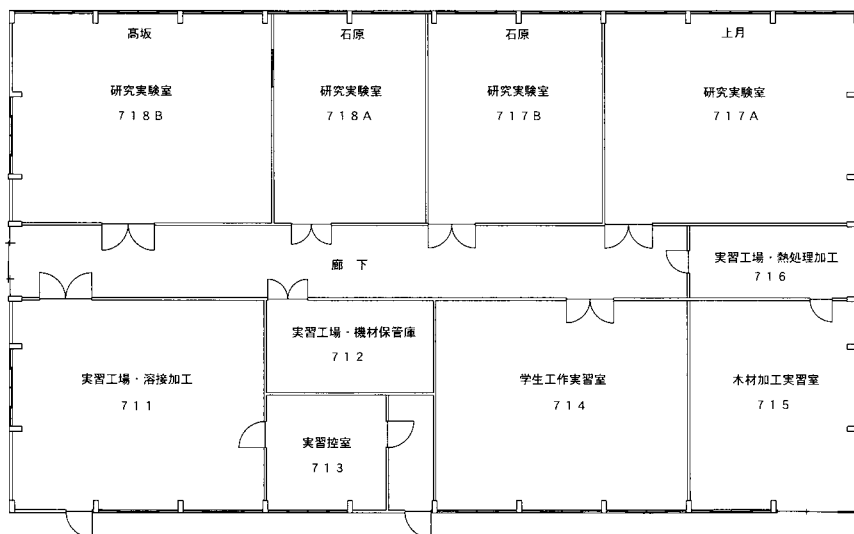 髙坂
研究実験室
718B
石原
研究実験室
718A
石原
研究実験室
717B
上月
研究実験室
717A
廊下
実習工場・熱処理加工
716
実習工場・溶接加工
711
実習工場・機材保管庫
712
実習控室
713
学生工作実習室
714
木材加工実習室
715